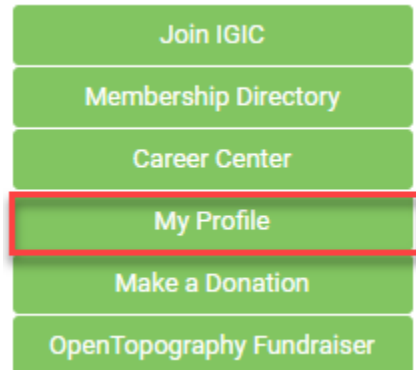 Join IGIC
Membership Directory
Career Center
My Profile
Make a Donation
OpenTopography Fundraiser